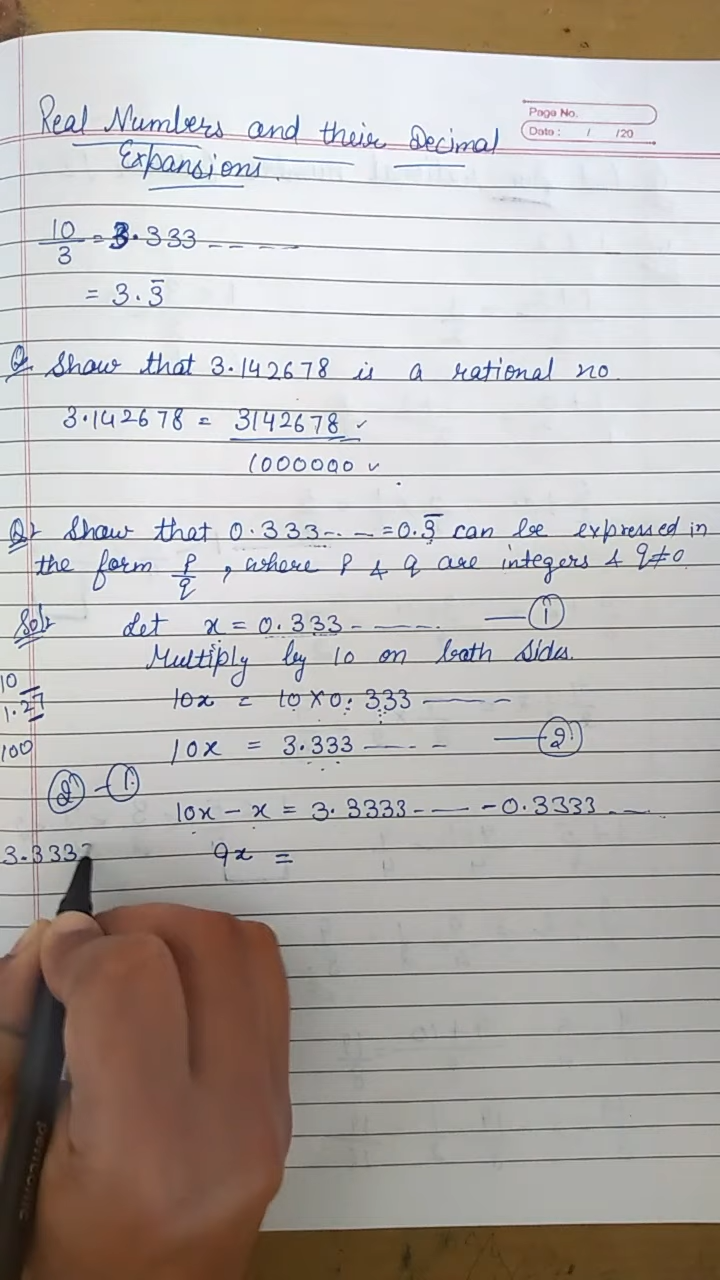 Page No.
Date : / /20
Real Numbers and their Decimal
Expansions.
10/3 = 3.333 - - - -
= 3.3̅
Q. Show that 3.142678 is a rational no.
3.142678 = 3142678 ✓
1000000 ✓
Q2 Show that 0.333-.- = 0.3̅ can be expressed in
the form P/q, where P & q are integers & q≠0.
Sol: Let x = 0.333 - - - - . — ①
Multiply by 10 on both sides.
10
1.27
10x = 10 X 0.333 - - -
100
10x = 3.333 - - - - — ②
② - ①
10x - x = 3.3333 - - - - 0.3333 - -
3.333
9x =